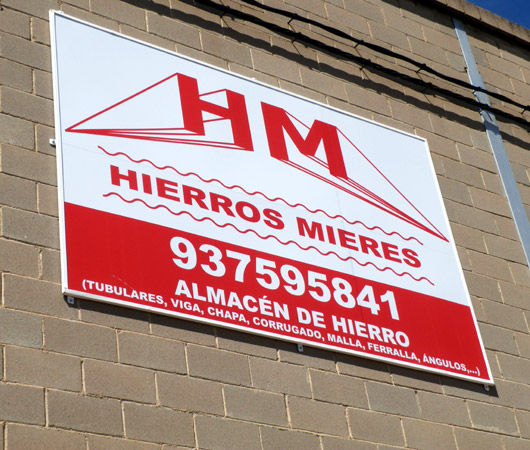 HM
HIERROS MIERES
937595841
ALMACÉN DE HIERRO
(TUBULARES, VIGA, CHAPA, CORRUGADO, MALLA, FERRALLA, ÁNGULOS,...)